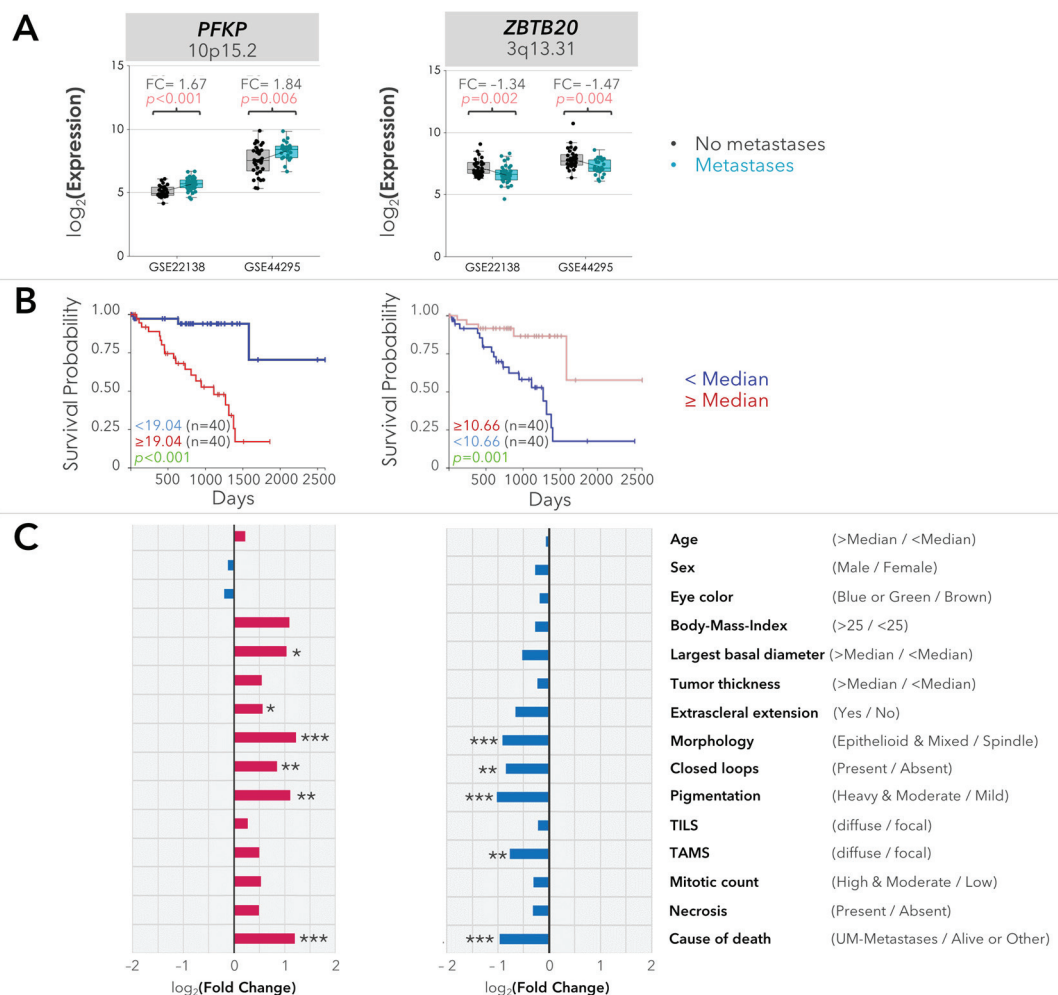 A
PFKP
10p15.2
ZBTB20
3q13.31
log2(Expression)
15
10
5
0
FC= 1.67
p<0.001
FC= 1.84
p=0.006
GSE22138
GSE44295
log2(Expression)
15
10
5
0
FC= −1.34
p=0.002
FC= −1.47
p=0.004
GSE22138
GSE44295
No metastases
Metastases
B
Survival Probability
1.00
0.75
0.50
0.25
0
<19.04 (n=40)
≥19.04 (n=40)
p<0.001
500 1000 1500 2000 2500
Days
Survival Probability
1.00
0.75
0.50
0.25
0
≥10.66 (n=40)
<10.66 (n=40)
p=0.001
500 1000 1500 2000 2500
Days
< Median
≥ Median
C
*
*
***
**
**
***
−2 −1 0 1 2
log2(Fold Change)
***
**
***
**
***
−2 −1 0 1 2
log2(Fold Change)
Age (>Median / <Median)
Sex (Male / Female)
Eye color (Blue or Green / Brown)
Body-Mass-Index (>25 / <25)
Largest basal diameter (>Median / <Median)
Tumor thickness (>Median / <Median)
Extrascleral extension (Yes / No)
Morphology (Epithelioid & Mixed / Spindle)
Closed loops (Present / Absent)
Pigmentation (Heavy & Moderate / Mild)
TILS (diffuse / focal)
TAMS (diffuse / focal)
Mitotic count (High & Moderate / Low)
Necrosis (Present / Absent)
Cause of death (UM-Metastases / Alive or Other)